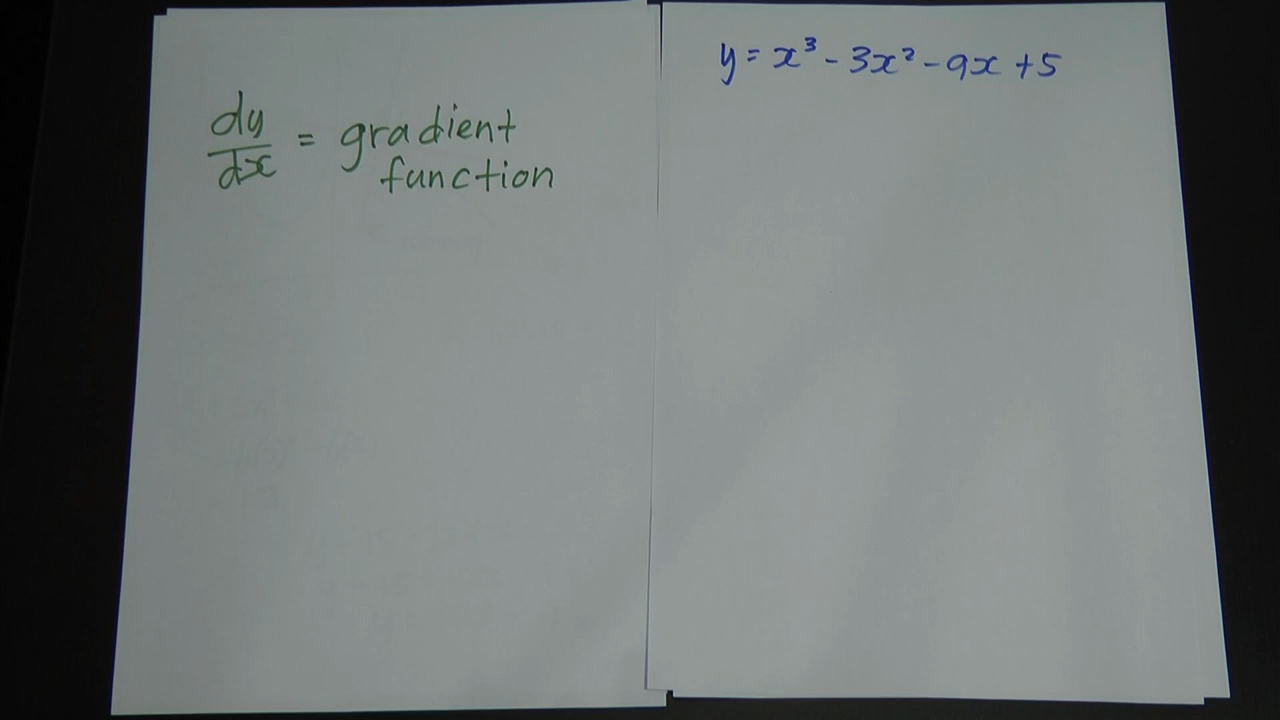 dy/dx = gradient
function
y = x³ - 3x² - 9x + 5